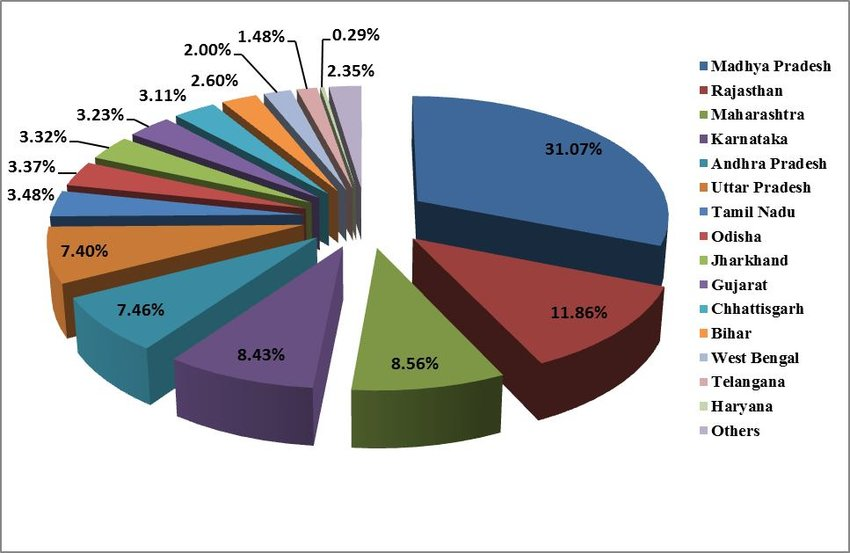 1.48%
0.29%
2.00%
2.35%
2.60%
3.11%
3.23%
3.32%
3.37%
3.48%
7.40%
7.46%
8.43%
8.56%
11.86%
31.07%
Madhya Pradesh
Rajasthan
Maharashtra
Karnataka
Andhra Pradesh
Uttar Pradesh
Tamil Nadu
Odisha
Jharkhand
Gujarat
Chhattisgarh
Bihar
West Bengal
Telangana
Haryana
Others